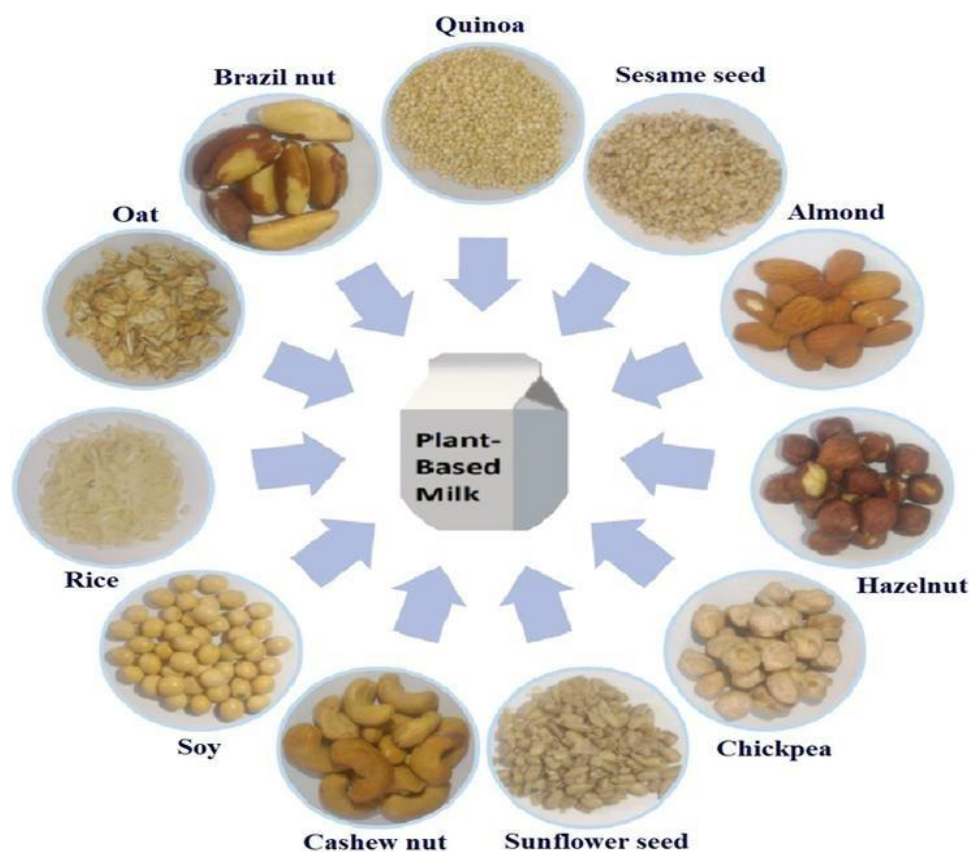 Quinoa
Brazil nut
Sesame seed
Oat
Almond
Plant-
Based
Milk
Rice
Hazelnut
Soy
Chickpea
Cashew nut
Sunflower seed